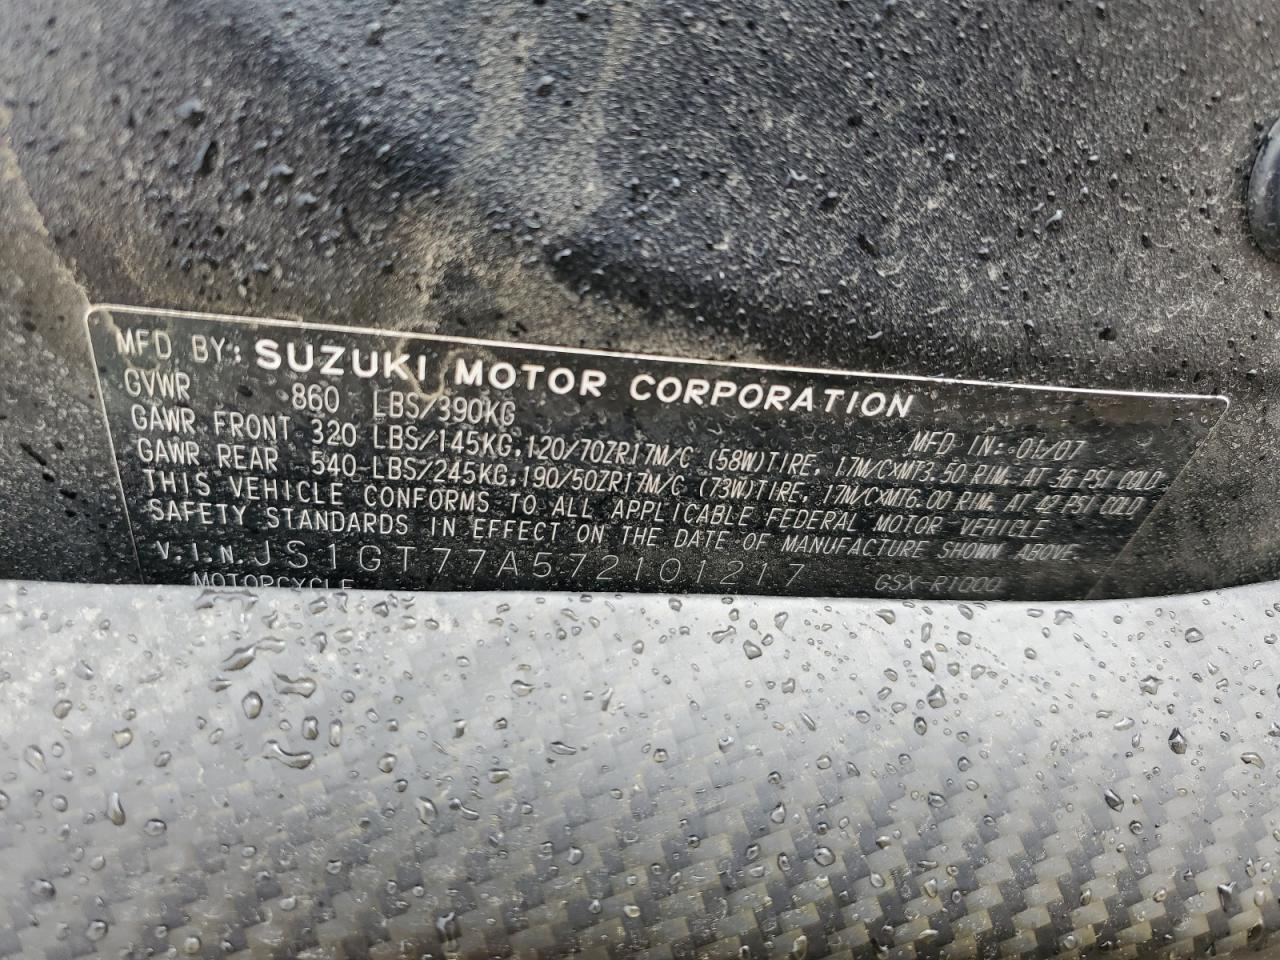 MFD BY: SUZUKI MOTOR CORPORATION
GVWR 860 LBS/390KG MFD IN: 01/07
GAWR FRONT 320 LBS/145KG,120/70ZR17M/C (58W)TIRE, 17M/CXMT3.50 RIM, AT 36 PSI COLD
GAWR REAR 540 LBS/245KG,190/50ZR17M/C (73W)TIRE, 17M/CXMT6.00 RIM, AT 42 PSI COLD
THIS VEHICLE CONFORMS TO ALL APPLICABLE FEDERAL MOTOR VEHICLE
SAFETY STANDARDS IN EFFECT ON THE DATE OF MANUFACTURE SHOWN ABOVE.
V.I.N. JS1GT77A572101217 GSX-R1000
MOTORCYCLE